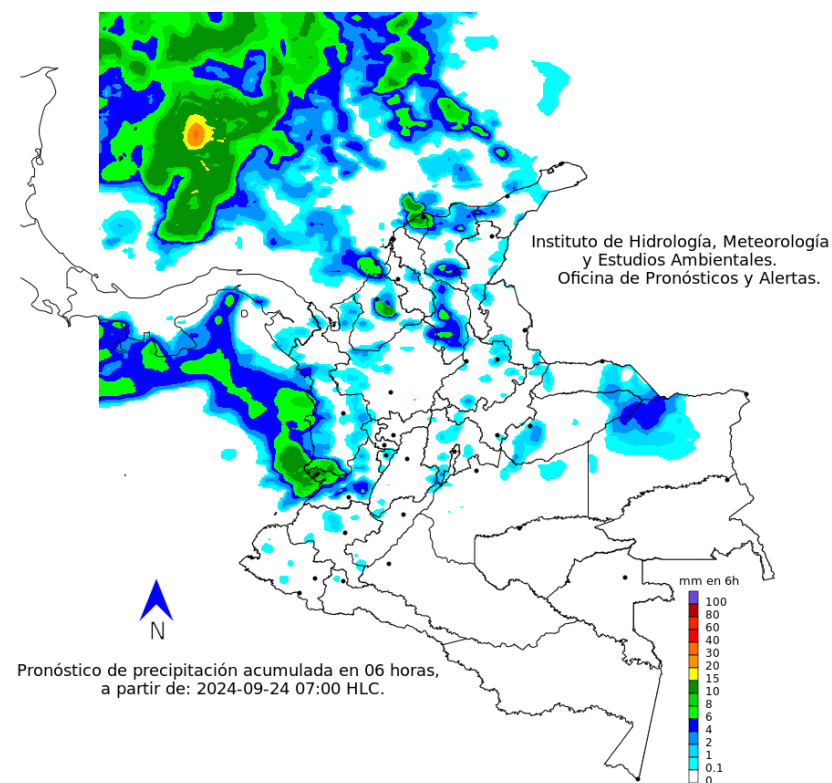 Instituto de Hidrología, Meteorología
y Estudios Ambientales.
Oficina de Pronósticos y Alertas.
mm en 6h
100
80
60
40
30
20
15
10
8
6
4
2
1
0.1
0
N
Pronóstico de precipitación acumulada en 06 horas,
a partir de: 2024-09-24 07:00 HLC.